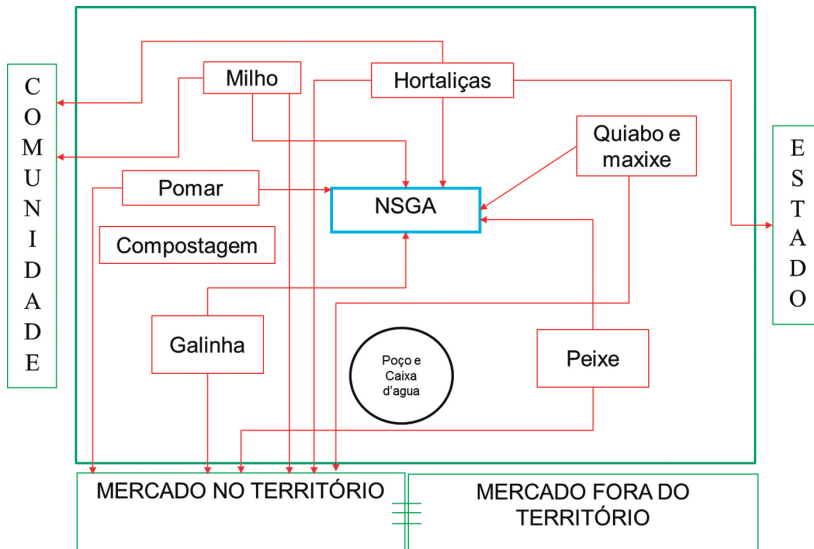 COMUNIDADE
Milho
Hortaliças
Quiabo e
maxixe
Pomar
NSGA
Compostagem
Galinha
Poço e
Caixa
d'agua
Peixe
ESTADO
MERCADO NO TERRITÓRIO
MERCADO FORA DO
TERRITÓRIO